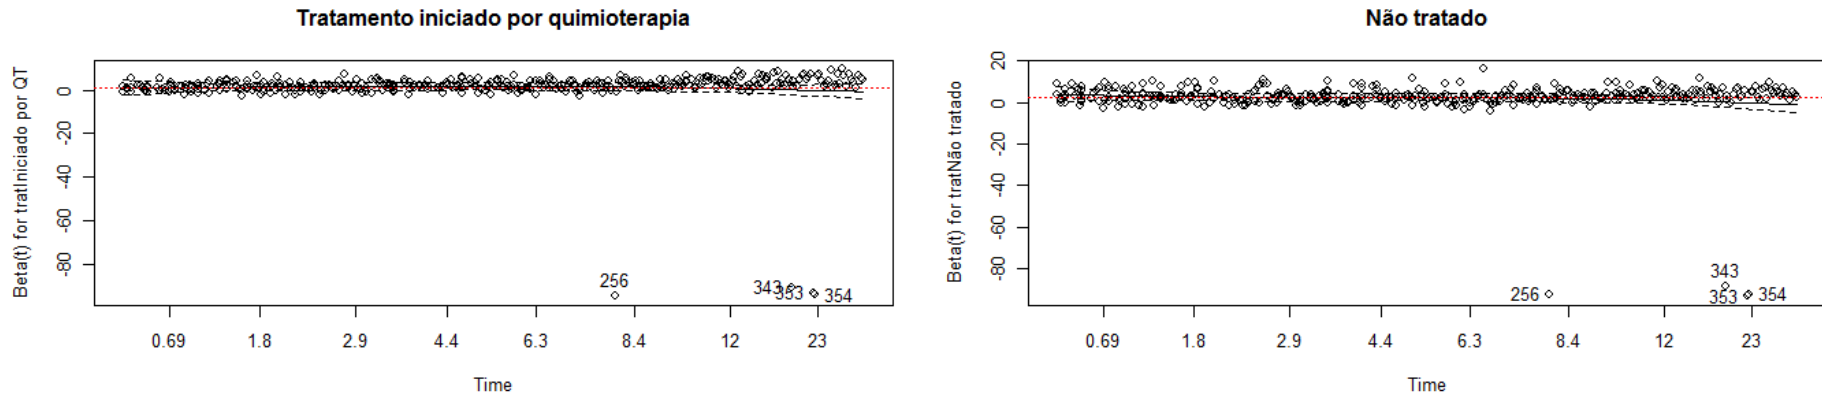 Tratamento iniciado por quimioterapia
Beta(t) for tratIniciado por QT
0
-20
-40
-60
-80
256
343
353
354
0.69 1.8 2.9 4.4 6.3 8.4 12 23
Time
Não tratado
Beta(t) for tratNão tratado
20
0
-20
-40
-60
-80
343
256
353
354
0.69 1.8 2.9 4.4 6.3 8.4 12 23
Time